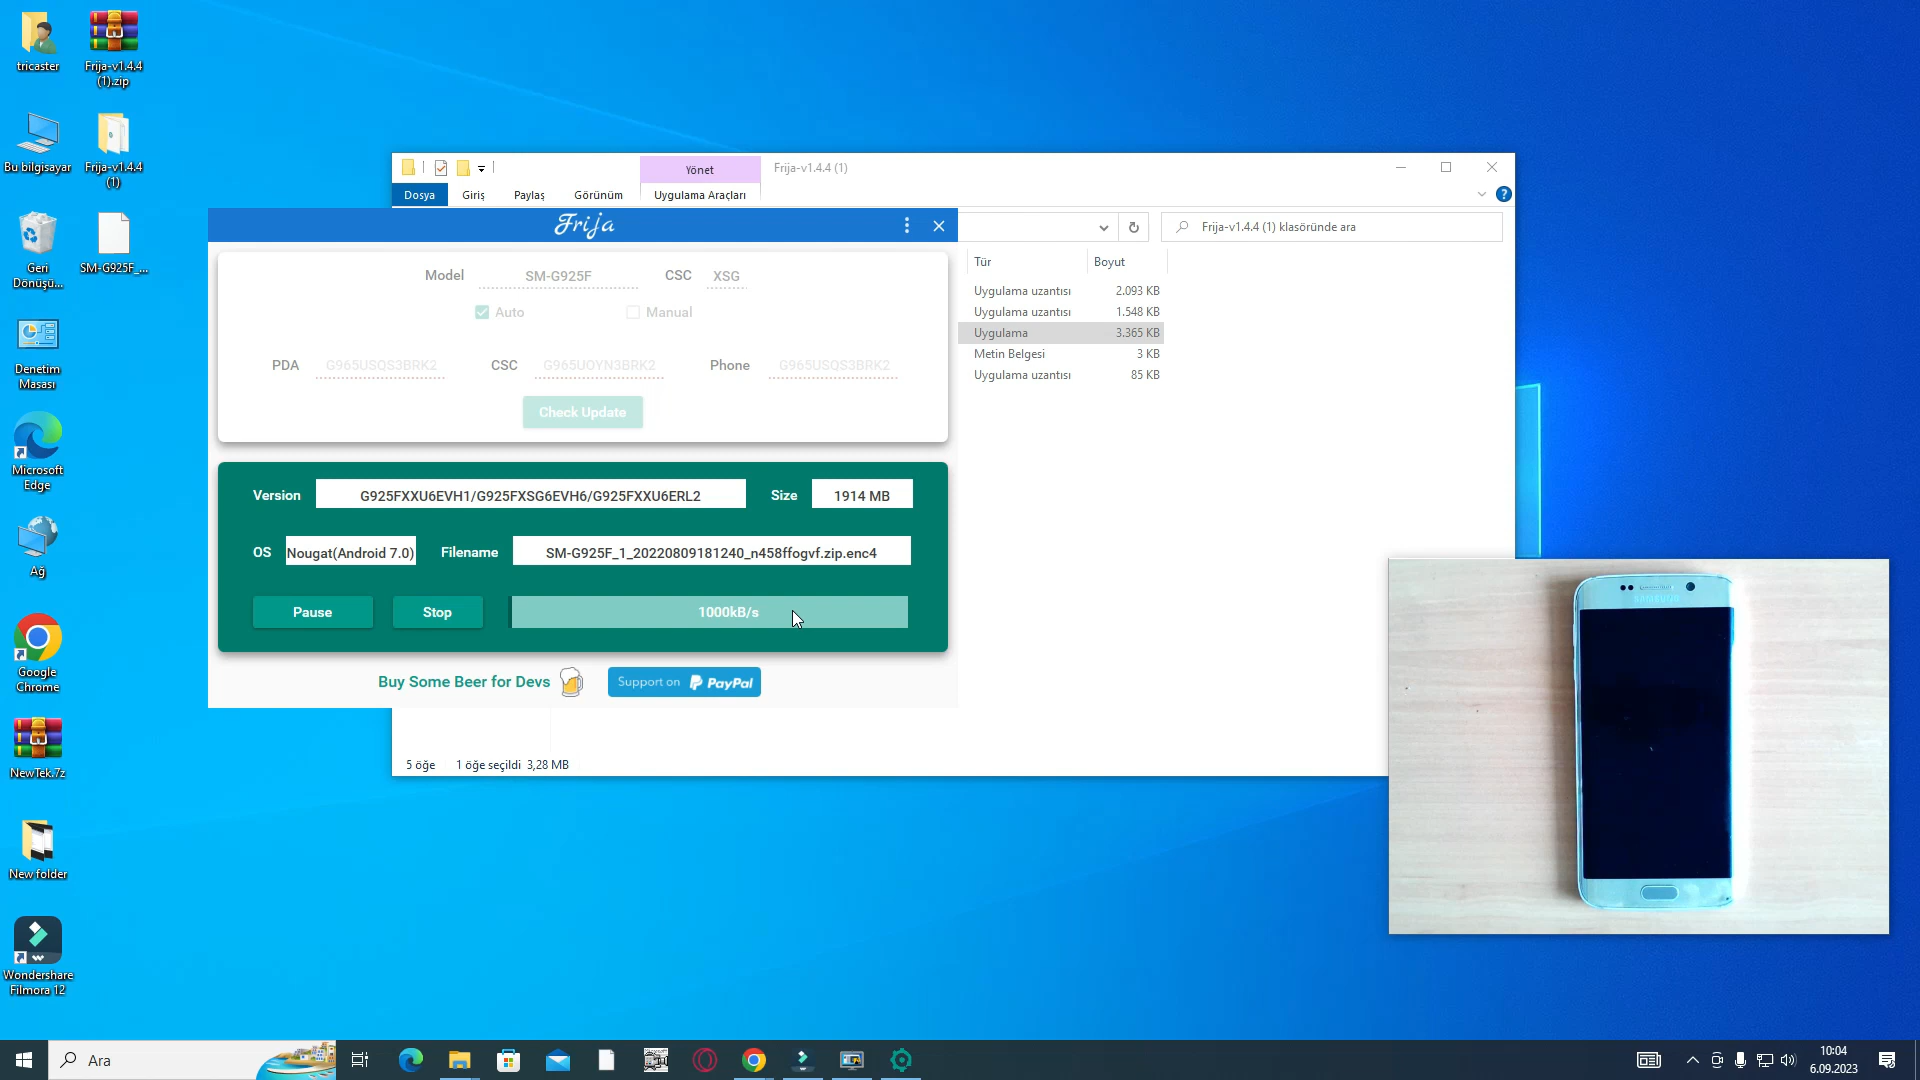 tricaster
Frija-v1.4.4
(1).zip
Bu bilgisayar
Frija-v1.4.4
(1)
Geri
Dönüşü...
SM-G925F_...
Denetim
Masası
Microsoft
Edge
Ağ
Google
Chrome
NewTek.7z
New folder
Wondershare
Filmora 12
Yönet
Frija-v1.4.4 (1)
Dosya
Giriş
Paylaş
Görünüm
Uygulama Araçları
Frija-v1.4.4 (1) klasöründe ara
Tür
Boyut
Uygulama uzantısı 2.093 KB
Uygulama uzantısı 1.548 KB
Uygulama 3.365 KB
Metin Belgesi 3 KB
Uygulama uzantısı 85 KB
5 öğe
1 öğe seçildi 3,28 MB
Frija
Model SM-G925F CSC XSG
Auto Manual
PDA G965USQS3BRK2 CSC G965UOYN3BRK2 Phone G965USQS3BRK2
Check Update
Version G925FXXU6EVH1/G925FXSG6EVH6/G925FXXU6ERL2 Size 1914 MB
OS Nougat(Android 7.0) Filename SM-G925F_1_20220809181240_n458ffogvf.zip.enc4
Pause Stop 1000kB/s
Buy Some Beer for Devs
Support on PayPal
SAMSUNG
Ara
10:04
6.09.2023